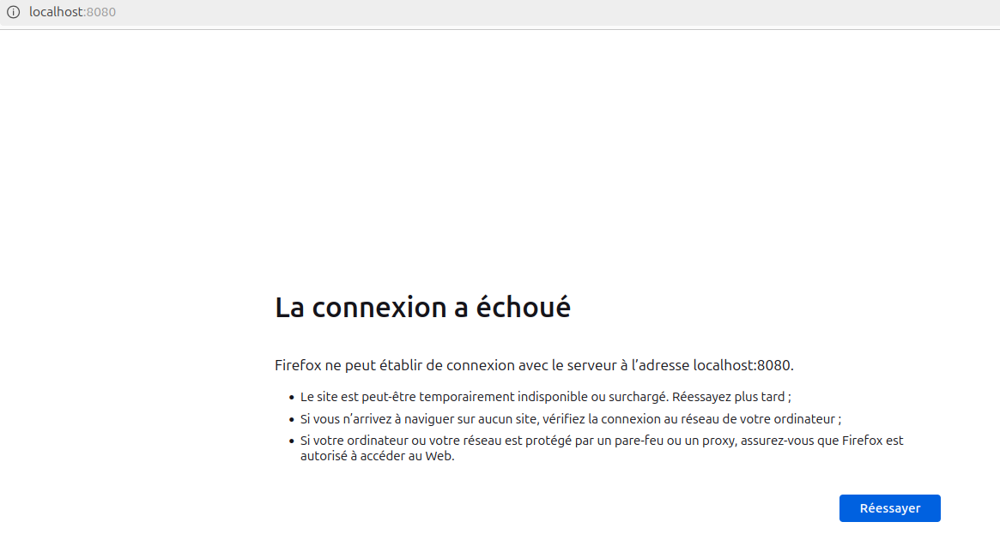 localhost:8080
La connexion a échoué
Firefox ne peut établir de connexion avec le serveur à l’adresse localhost:8080.
• Le site est peut-être temporairement indisponible ou surchargé. Réessayez plus tard ;
• Si vous n’arrivez à naviguer sur aucun site, vérifiez la connexion au réseau de votre ordinateur ;
• Si votre ordinateur ou votre réseau est protégé par un pare-feu ou un proxy, assurez-vous que Firefox est
autorisé à accéder au Web.
Réessayer